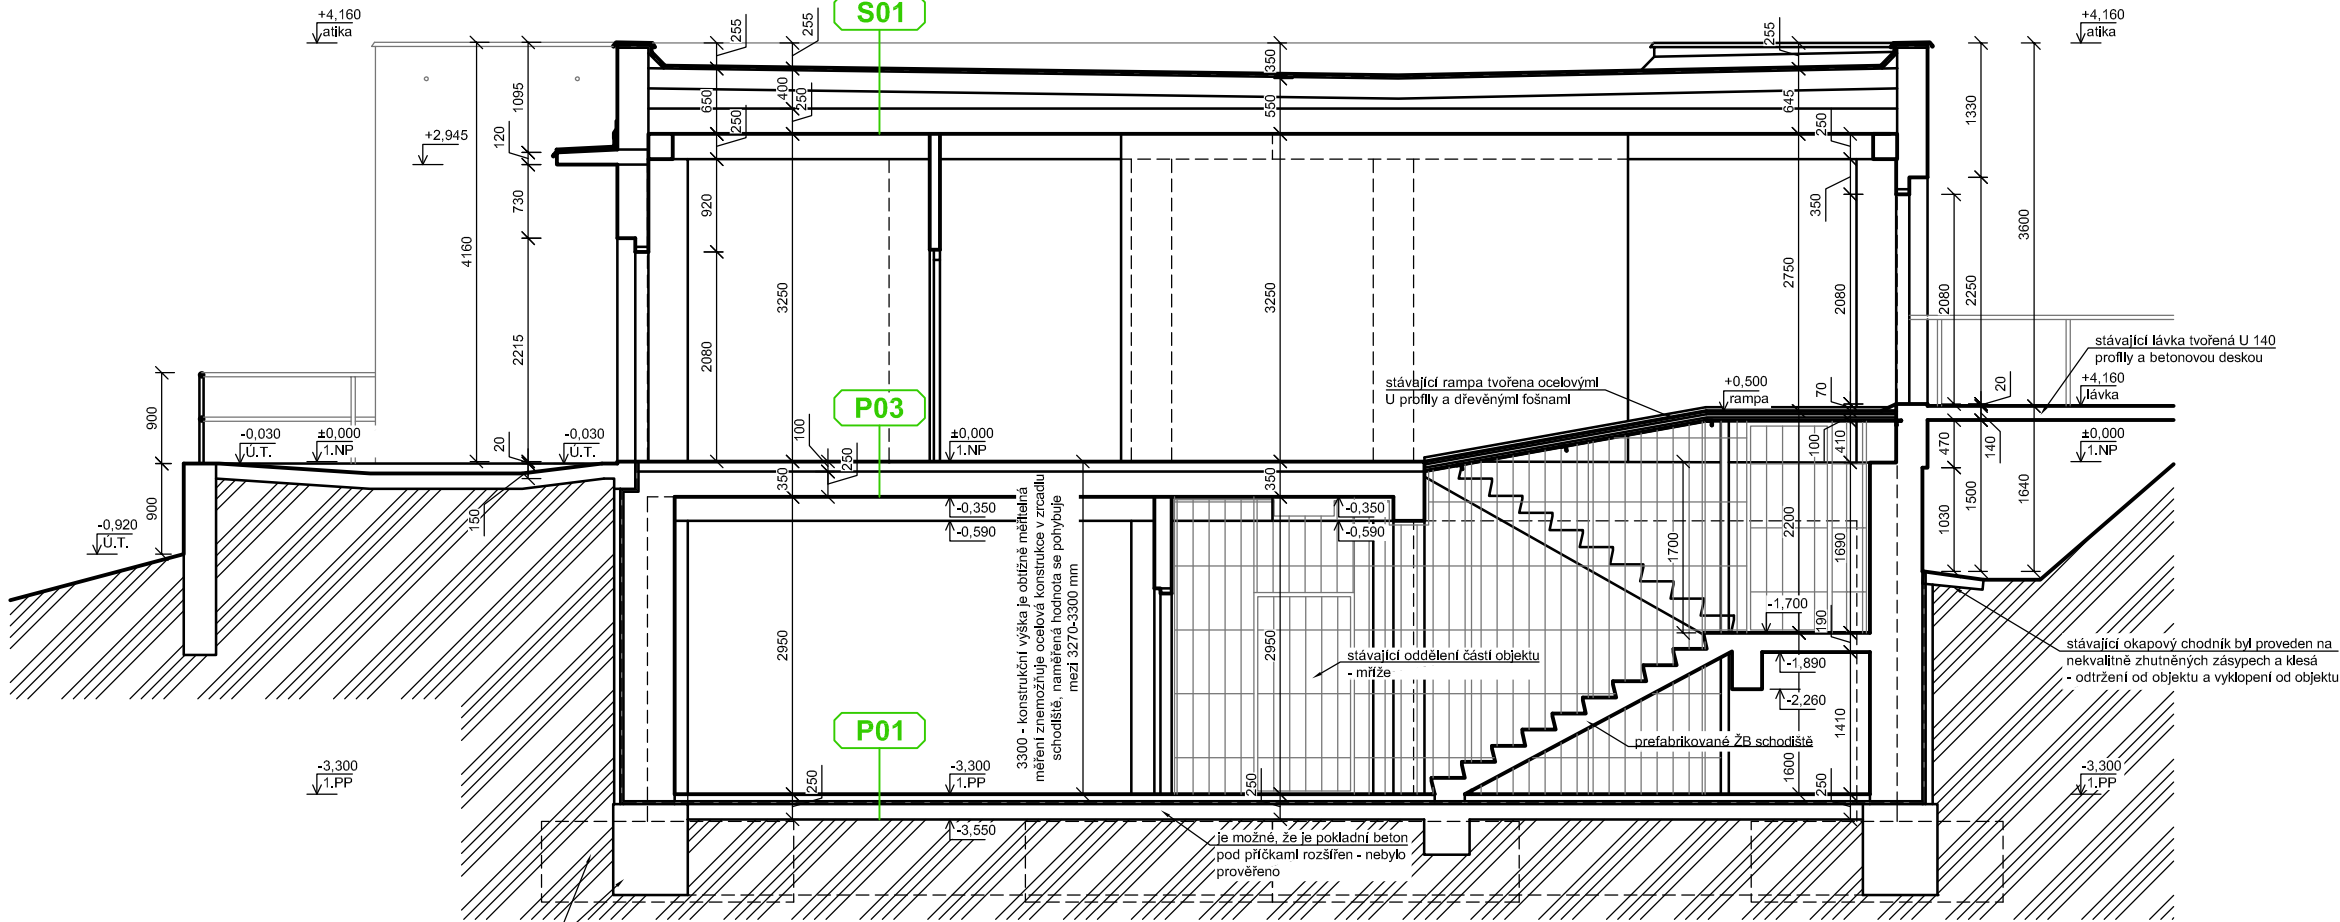 S01
+4,160
atika
+4,160
atika
255
255
350
255
650
400
250
250
550
645
250
1330
1095
120
+2,945
730
920
350
4160
2215
3250
2080
3250
2750
2080
2080
2250
3600
900
900
-0,030
Ú.T.
±0,000
1.NP
20
-0,030
Ú.T.
150
-0,920
Ú.T.
P03
100
250
350
±0,000
1.NP
350
stávající rampa tvořena ocelovými
U profily a dřevěnými fošnami
+0,500
rampa
70
100
410
20
470
140
stávající lávka tvořená U 140
profily a betonovou deskou
+4,160
lávka
±0,000
1.NP
1030
1500
1640
-0,350
-0,590
-0,350
-0,590
3300 - konstrukční výška je obtížně měřitelná
měření znemožňuje ocelová konstrukce v zrcadlu
schodiště, naměřená hodnota se pohybuje
mezi 3270-3300 mm
1700
2200
1690
-1,700
190
-1,890
-2,260
2950
2950
stávající oddělení částí objektu
- mříže
stávající okapový chodník byl proveden na
nekvalitně zhutněných zásypech a klesá
- odtržení od objektu a vyklopení od objektu
P01
prefabrikované ŽB schodiště
1410
1600
250
250
250
-3,300
1.PP
-3,300
1.PP
-3,300
1.PP
-3,550
je možné, že je pokladní beton
pod příčkami rozšířen - nebylo
prověřeno